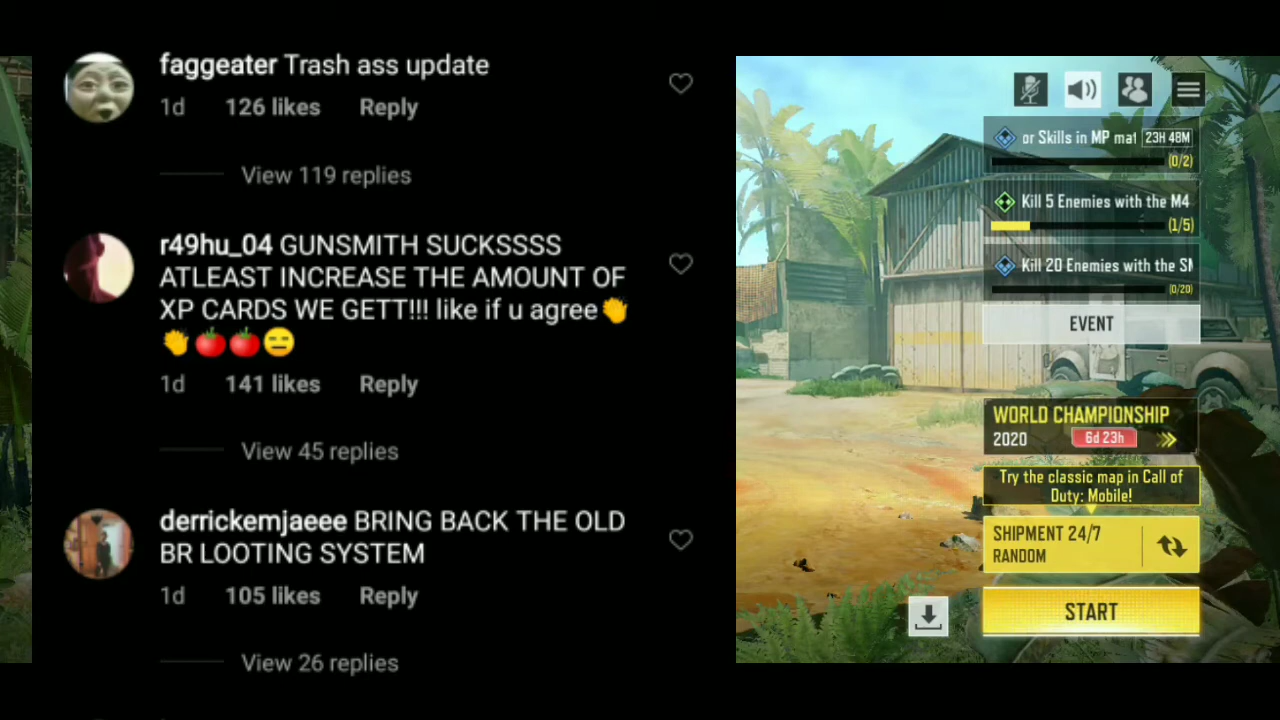 faggeater Trash ass update
1d 126 likes Reply
View 119 replies
r49hu_04 GUNSMITH SUCKSSSS
ATLEAST INCREASE THE AMOUNT OF
XP CARDS WE GETT!!! like if u agree👏
👏🍅🍅😑
1d 141 likes Reply
View 45 replies
derrickemjaeee BRING BACK THE OLD
BR LOOTING SYSTEM
1d 105 likes Reply
View 26 replies
or Skills in MP mat 23H 48M
(0/2)
Kill 5 Enemies with the M4
(1/5)
Kill 20 Enemies with the SM
(0/20)
EVENT
WORLD CHAMPIONSHIP
2020 6d 23h
Try the classic map in Call of
Duty: Mobile!
SHIPMENT 24/7
RANDOM
START